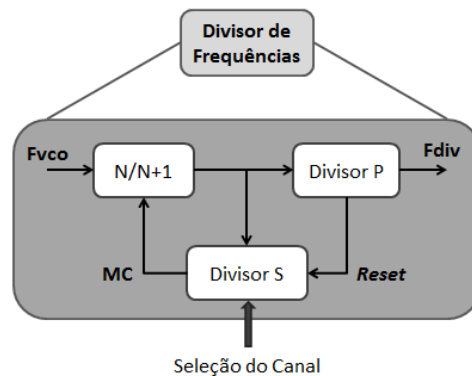 Divisor de
Frequências
Fvco
N/N+1
Divisor P
Fdiv
MC
Divisor S
Reset
Seleção do Canal